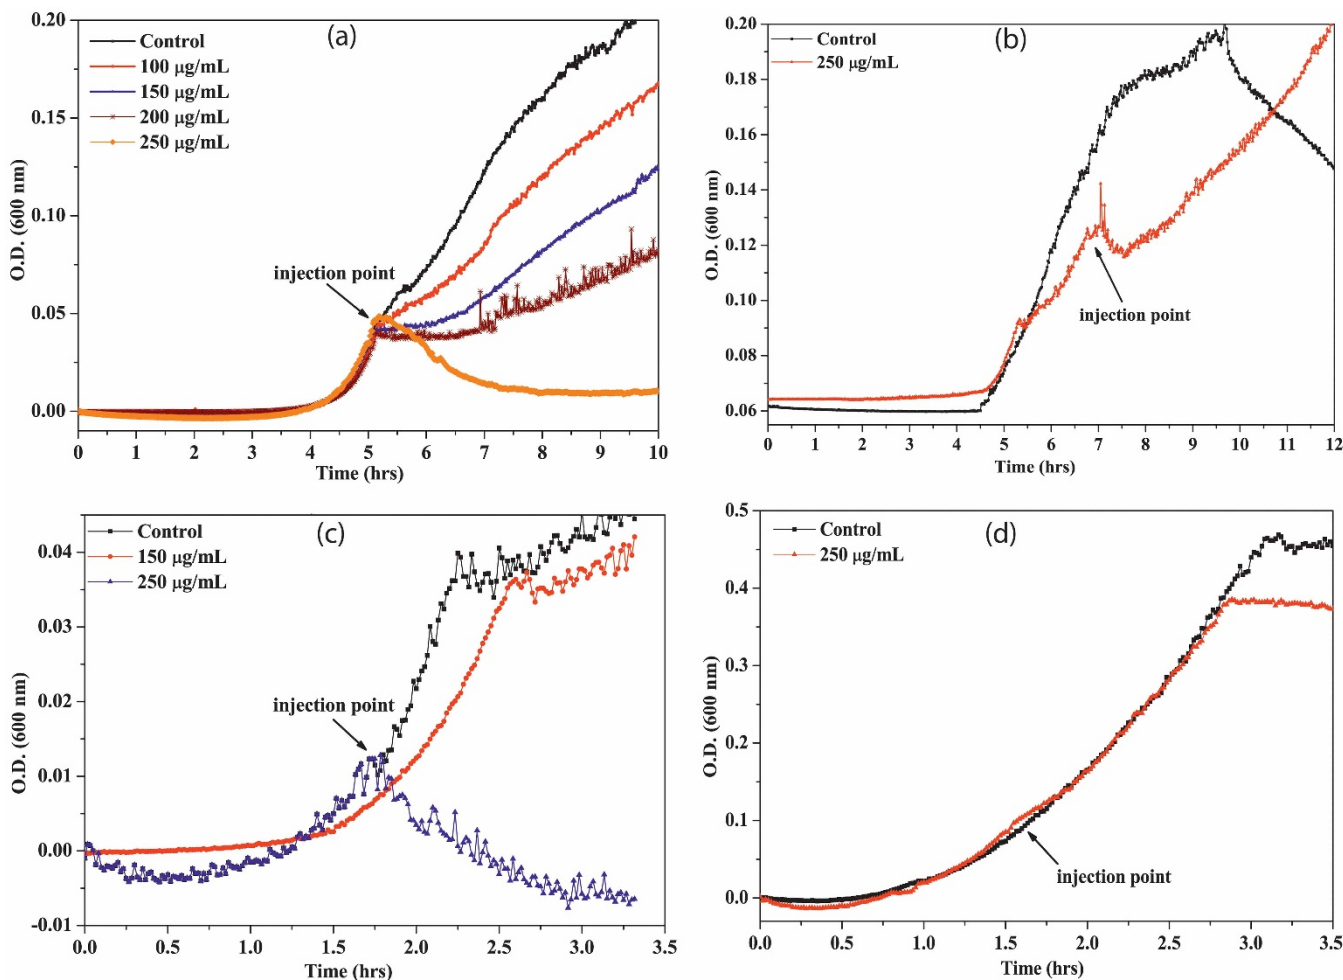 (a)
Control
100 μg/mL
150 μg/mL
200 μg/mL
250 μg/mL
injection point
O.D. (600 nm)
0.20
0.15
0.10
0.05
0.00
0 1 2 3 4 5 6 7 8 9 10
Time (hrs)
(b)
Control
250 μg/mL
injection point
O.D. (600 nm)
0.20
0.18
0.16
0.14
0.12
0.10
0.08
0.06
0 1 2 3 4 5 6 7 8 9 10 11 12
Time (hrs)
(c)
Control
150 μg/mL
250 μg/mL
injection point
O.D. (600 nm)
0.04
0.03
0.02
0.01
0.00
-0.01
0.0 0.5 1.0 1.5 2.0 2.5 3.0 3.5
Time (hrs)
(d)
Control
250 μg/mL
injection point
O.D. (600 nm)
0.5
0.4
0.3
0.2
0.1
0.0
0.0 0.5 1.0 1.5 2.0 2.5 3.0 3.5
Time (hrs)